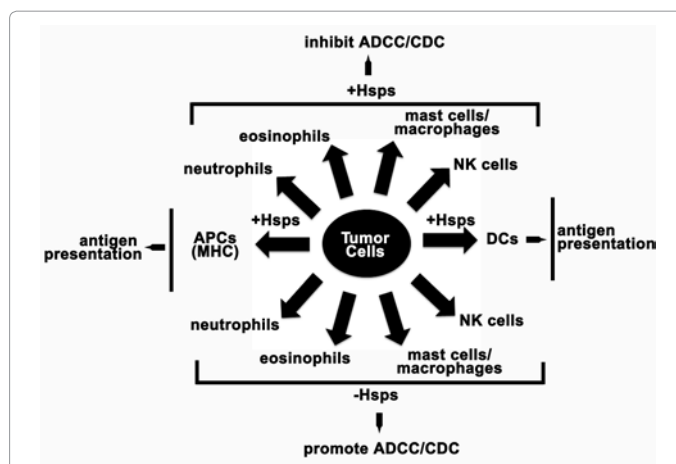 inhibit ADCC/CDC
+Hsps
mast cells/
macrophages
eosinophils
NK cells
neutrophils
+Hsps
+Hsps
antigen
presentation
APCs
(MHC)
Tumor
Cells
DCs
antigen
presentation
neutrophils
NK cells
eosinophils
mast cells/
macrophages
-Hsps
promote ADCC/CDC